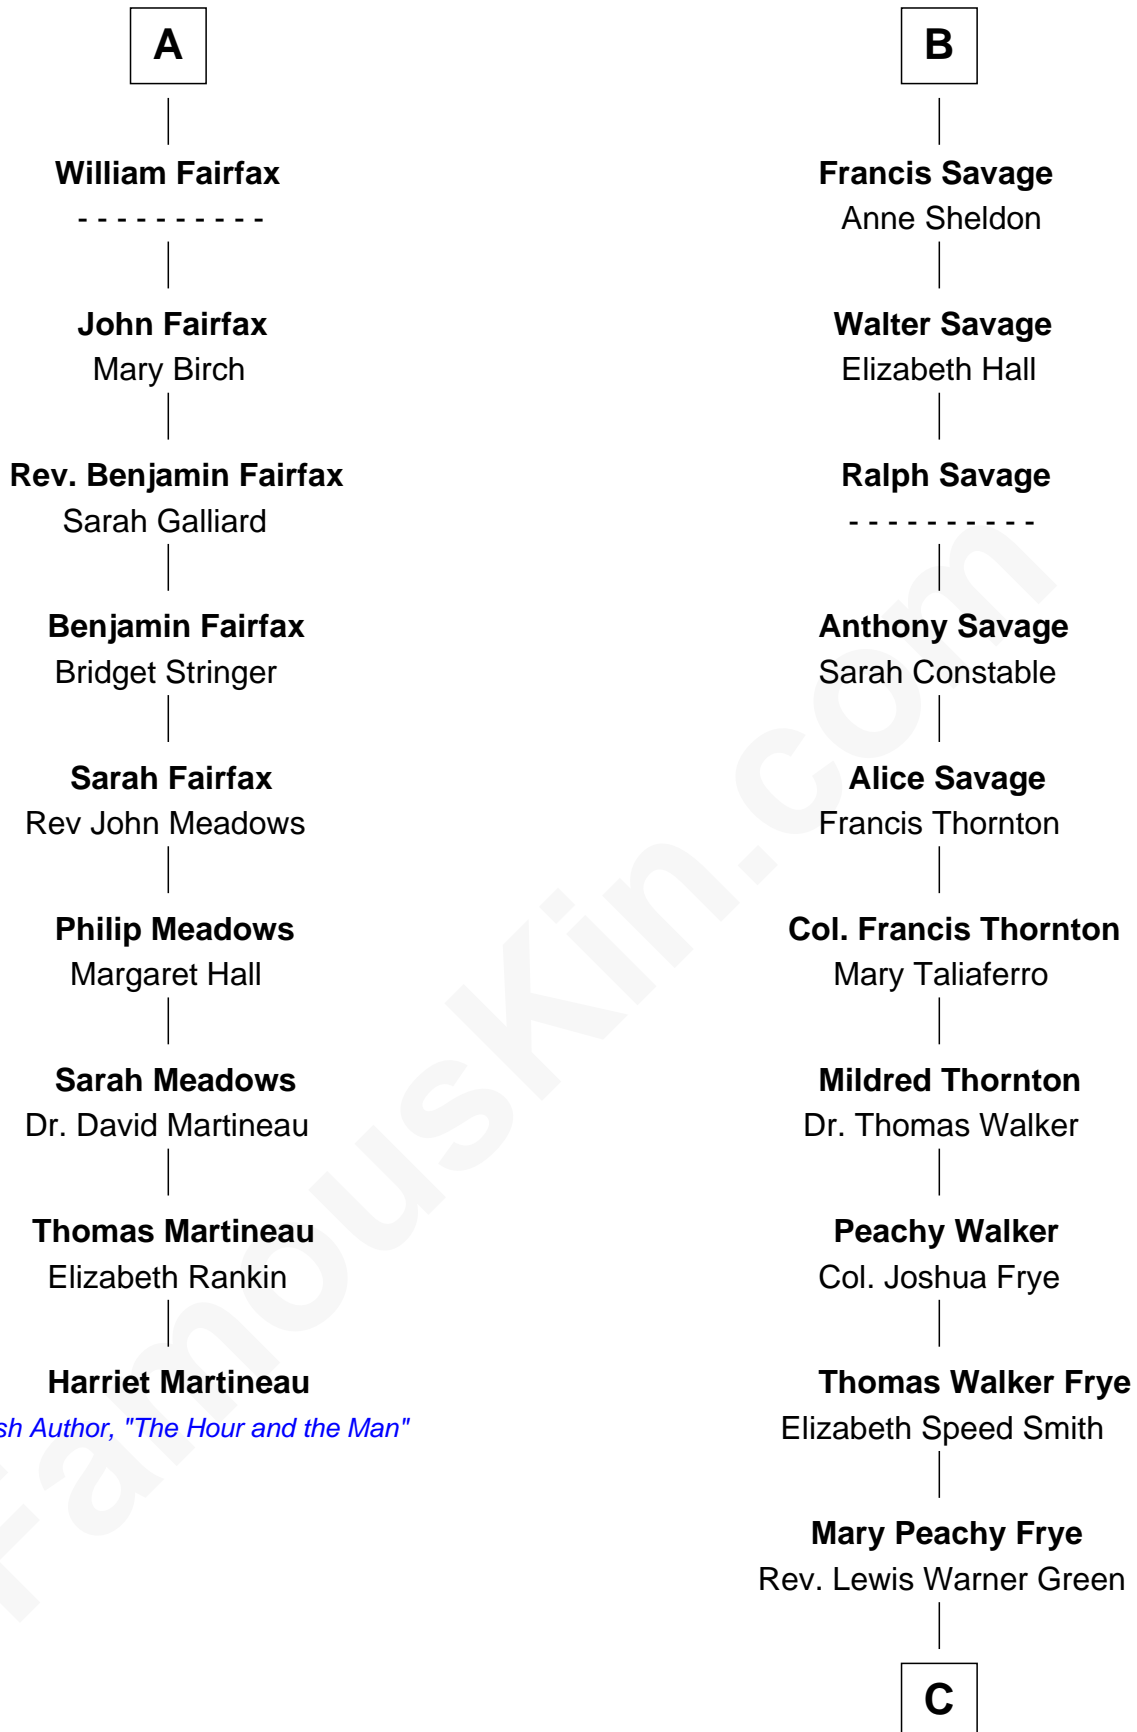 A
William Fairfax
- - - - - - - - - -
John Fairfax
Mary Birch
Rev. Benjamin Fairfax
Sarah Galliard
Benjamin Fairfax
Bridget Stringer
Sarah Fairfax
Rev John Meadows
Philip Meadows
Margaret Hall
Sarah Meadows
Dr. David Martineau
Thomas Martineau
Elizabeth Rankin
Harriet Martineau
sh Author, "The Hour and the Man"
B
Francis Savage
Anne Sheldon
Walter Savage
Elizabeth Hall
Ralph Savage
- - - - - - - - - -
Anthony Savage
Sarah Constable
Alice Savage
Francis Thornton
Col. Francis Thornton
Mary Taliaferro
Mildred Thornton
Dr. Thomas Walker
Peachy Walker
Col. Joshua Frye
Thomas Walker Frye
Elizabeth Speed Smith
Mary Peachy Frye
Rev. Lewis Warner Green
C
FamousKin.com